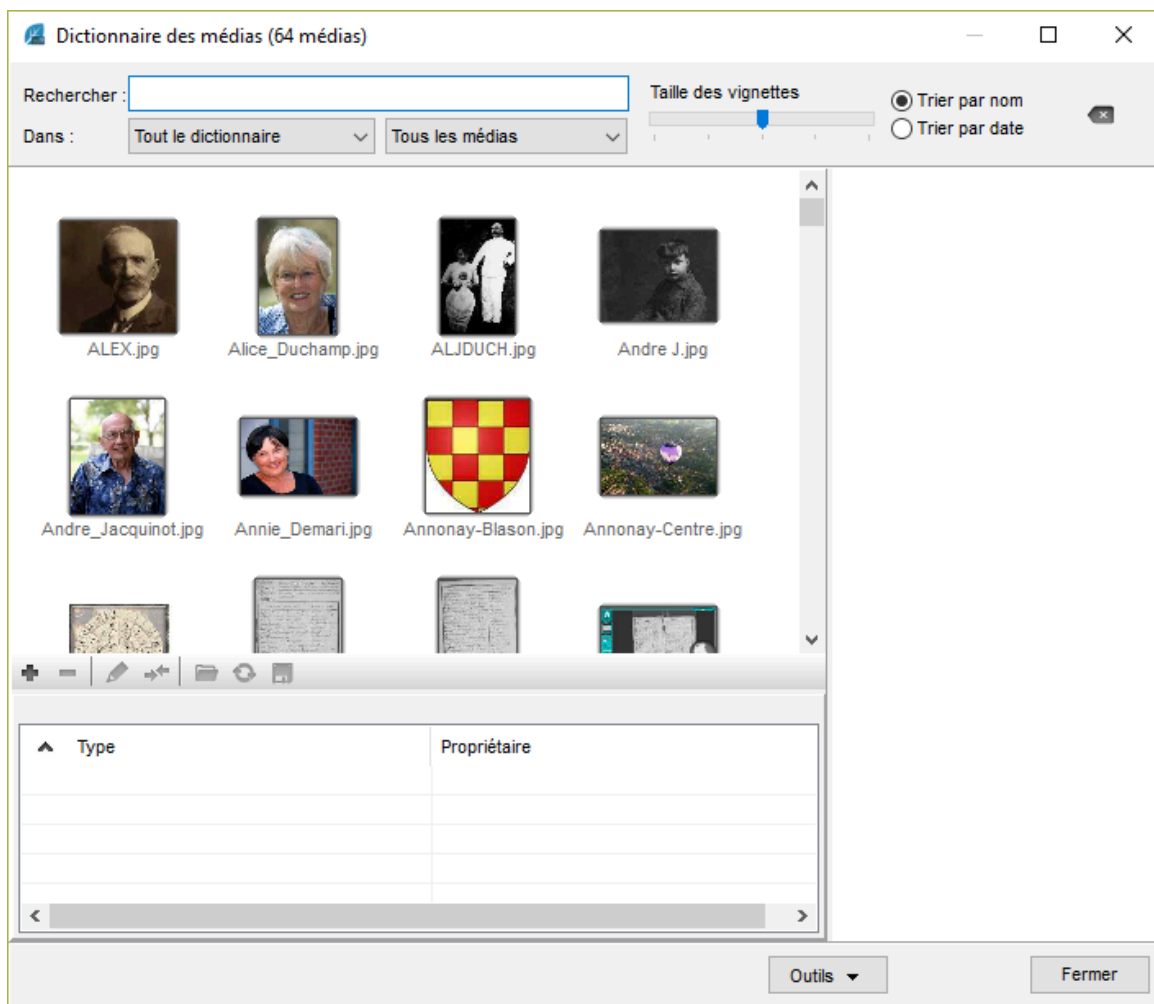 Dictionnaire des médias (64 médias)
Rechercher :
Taille des vignettes
Trier par nom
Trier par date
Dans :
Tout le dictionnaire
Tous les médias
ALEX.jpg
Alice_Duchamp.jpg
ALJDUCH.jpg
Andre J.jpg
Andre_Jacquinot.jpg
Annie_Demari.jpg
Annonay-Blason.jpg
Annonay-Centre.jpg
Type
Propriétaire
Outils
Fermer